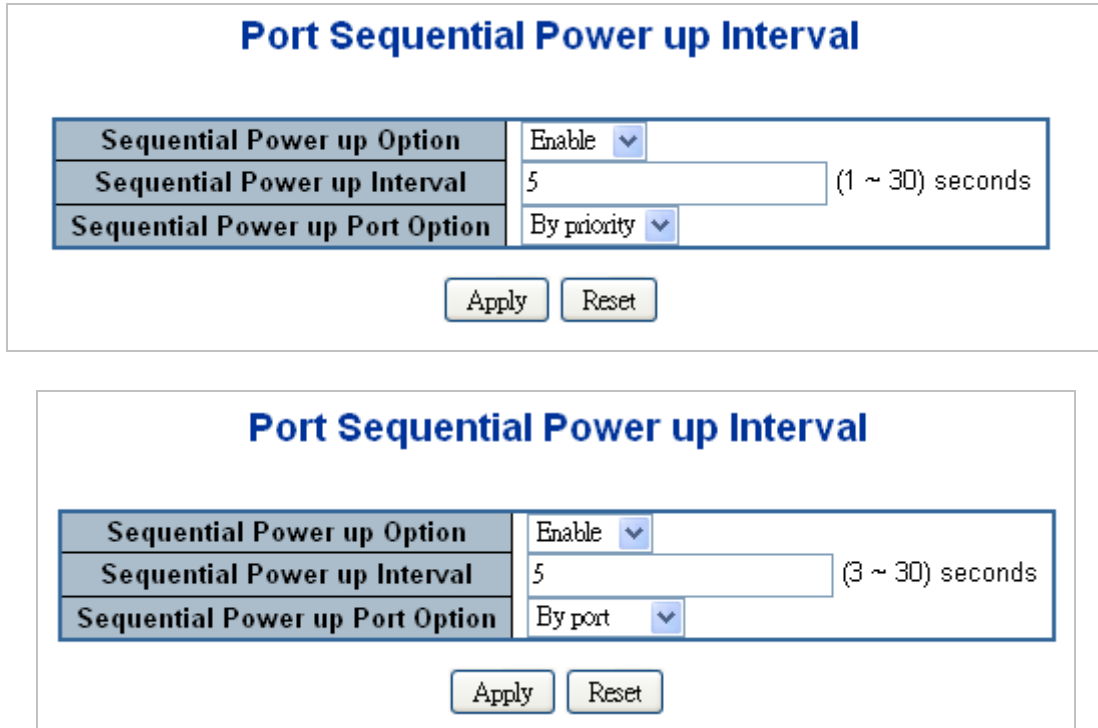 Port Sequential Power up Interval
Sequential Power up Option Enable
Sequential Power up Interval 5 (1 ~ 30) seconds
Sequential Power up Port Option By priority
Apply Reset
Port Sequential Power up Interval
Sequential Power up Option Enable
Sequential Power up Interval 5 (3 ~ 30) seconds
Sequential Power up Port Option By port
Apply Reset